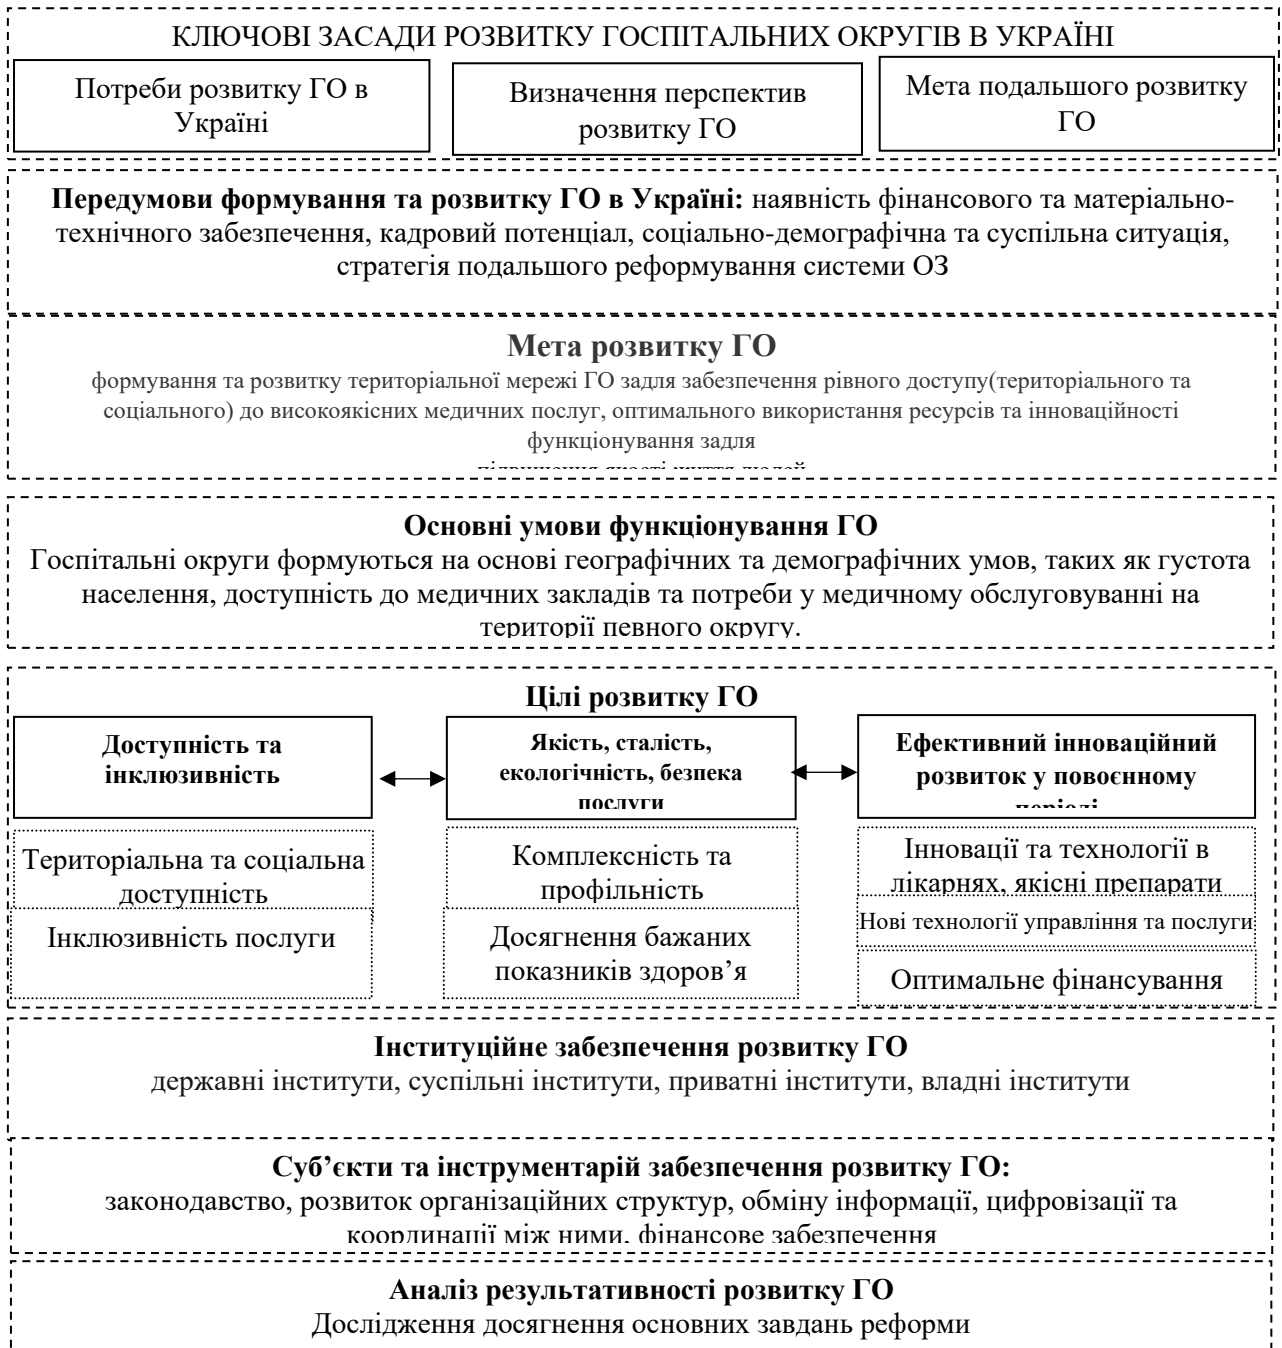 КЛЮЧОВІ ЗАСАДИ РОЗВИТКУ ГОСПІТАЛЬНИХ ОКРУГІВ В УКРАЇНІ
Потреби розвитку ГО в
Україні
Визначення перспектив
розвитку ГО
Мета подальшого розвитку
ГО
Передумови формування та розвитку ГО в Україні: наявність фінансового та матеріально-
технічного забезпечення, кадровий потенціал, соціально-демографічна та суспільна ситуація,
стратегія подальшого реформування системи ОЗ
Мета розвитку ГО
формування та розвитку територіальної мережі ГО задля забезпечення рівного доступу(територіального та
соціального) до високоякісних медичних послуг, оптимального використання ресурсів та інноваційності
функціонування задля
підвищення якості життя людей
Основні умови функціонування ГО
Госпітальні округи формуються на основі географічних та демографічних умов, таких як густота
населення, доступність до медичних закладів та потреби у медичному обслуговуванні на
території певного округу.
Цілі розвитку ГО
Доступність та
інклюзивність
Якість, сталість,
екологічність, безпека
послуги
Ефективний інноваційний
розвиток у повоєнному
періоді
Територіальна та соціальна
доступність
Інклюзивність послуги
Комплексність та
профільність
Досягнення бажаних
показників здоров’я
Інновації та технології в
лікарнях, якісні препарати
Нові технології управління та послуги
Оптимальне фінансування
Інституційне забезпечення розвитку ГО
державні інститути, суспільні інститути, приватні інститути, владні інститути
Суб’єкти та інструментарій забезпечення розвитку ГО:
законодавство, розвиток організаційних структур, обміну інформації, цифровізації та
координації між ними, фінансове забезпечення
Аналіз результативності розвитку ГО
Дослідження досягнення основних завдань реформи